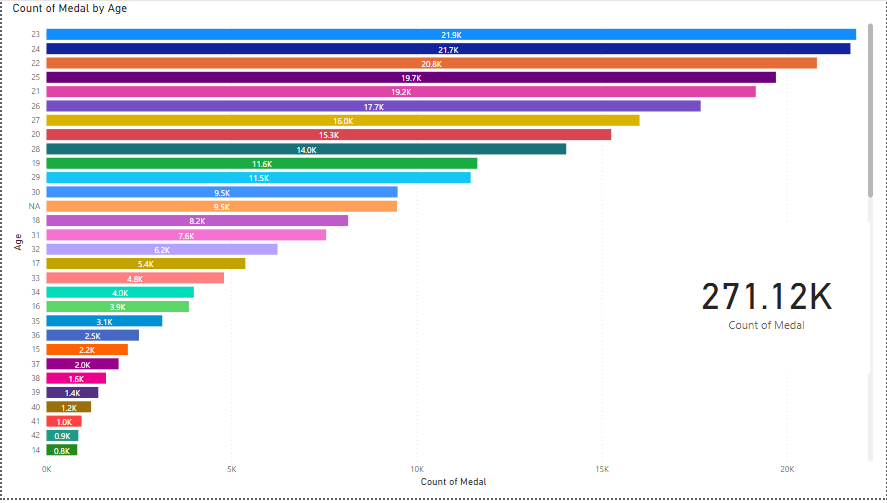 Count of Medal by Age
23 21.9K
24 21.7K
22 20.8K
25 19.7K
21 19.2K
26 17.7K
27 16.0K
20 15.3K
28 14.0K
19 11.6K
29 11.5K
30 9.5K
NA 9.5K
18 8.2K
31 7.6K
32 6.2K
17 5.4K
33 4.8K
34 4.0K
16 3.9K
35 3.1K
36 2.5K
15 2.2K
37 2.0K
38 1.6K
39 1.4K
40 1.2K
41 1.0K
42 0.9K
14 0.8K
Age
271.12K
Count of Medal
0K 5K 10K 15K 20K
Count of Medal